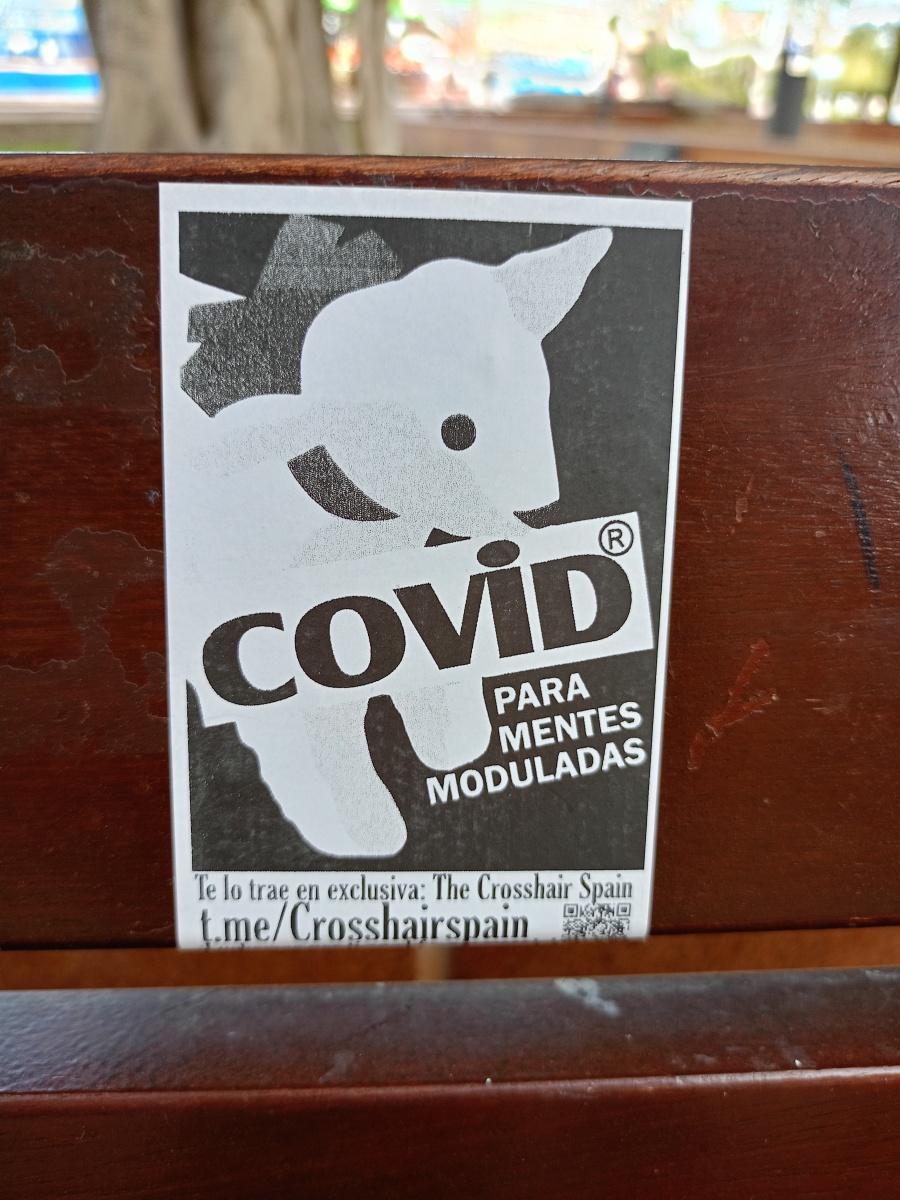 COViD®
PARA
MENTES
MODULADAS
Te lo trae en exclusiva: The Crosshair Spain
t.me/Crosshairspain